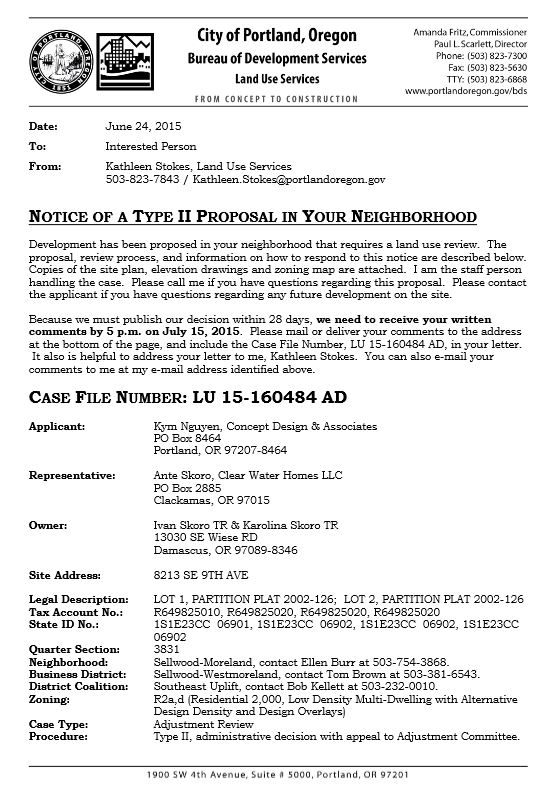 CITY OF PORTLAND, OREGON
1851
City of Portland, Oregon
Bureau of Development Services
Land Use Services
FROM CONCEPT TO CONSTRUCTION
Amanda Fritz, Commissioner
Paul L. Scarlett, Director
Phone: (503) 823-7300
Fax: (503) 823-5630
TTY: (503) 823-6868
www.portlandoregon.gov/bds
Date: June 24, 2015
To: Interested Person
From: Kathleen Stokes, Land Use Services
503-823-7843 / Kathleen.Stokes@portlandoregon.gov
NOTICE OF A TYPE II PROPOSAL IN YOUR NEIGHBORHOOD
Development has been proposed in your neighborhood that requires a land use review. The
proposal, review process, and information on how to respond to this notice are described below.
Copies of the site plan, elevation drawings and zoning map are attached. I am the staff person
handling the case. Please call me if you have questions regarding this proposal. Please contact
the applicant if you have questions regarding any future development on the site.
Because we must publish our decision within 28 days, we need to receive your written
comments by 5 p.m. on July 15, 2015. Please mail or deliver your comments to the address
at the bottom of the page, and include the Case File Number, LU 15-160484 AD, in your letter.
It also is helpful to address your letter to me, Kathleen Stokes. You can also e-mail your
comments to me at my e-mail address identified above.
CASE FILE NUMBER: LU 15-160484 AD
Applicant: Kym Nguyen, Concept Design & Associates
PO Box 8464
Portland, OR 97207-8464
Representative: Ante Skoro, Clear Water Homes LLC
PO Box 2885
Clackamas, OR 97015
Owner: Ivan Skoro TR & Karolina Skoro TR
13030 SE Wiese RD
Damascus, OR 97089-8346
Site Address: 8213 SE 9TH AVE
Legal Description: LOT 1, PARTITION PLAT 2002-126; LOT 2, PARTITION PLAT 2002-126
Tax Account No.: R649825010, R649825020, R649825020, R649825020
State ID No.: 1S1E23CC 06901, 1S1E23CC 06902, 1S1E23CC 06902, 1S1E23CC
06902
Quarter Section: 3831
Neighborhood: Sellwood-Moreland, contact Ellen Burr at 503-754-3868.
Business District: Sellwood-Westmoreland, contact Tom Brown at 503-381-6543.
District Coalition: Southeast Uplift, contact Bob Kellett at 503-232-0010.
Zoning: R2a,d (Residential 2,000, Low Density Multi-Dwelling with Alternative
Design Density and Design Overlays)
Case Type: Adjustment Review
Procedure: Type II, administrative decision with appeal to Adjustment Committee.
1900 SW 4th Avenue, Suite # 5000, Portland, OR 97201